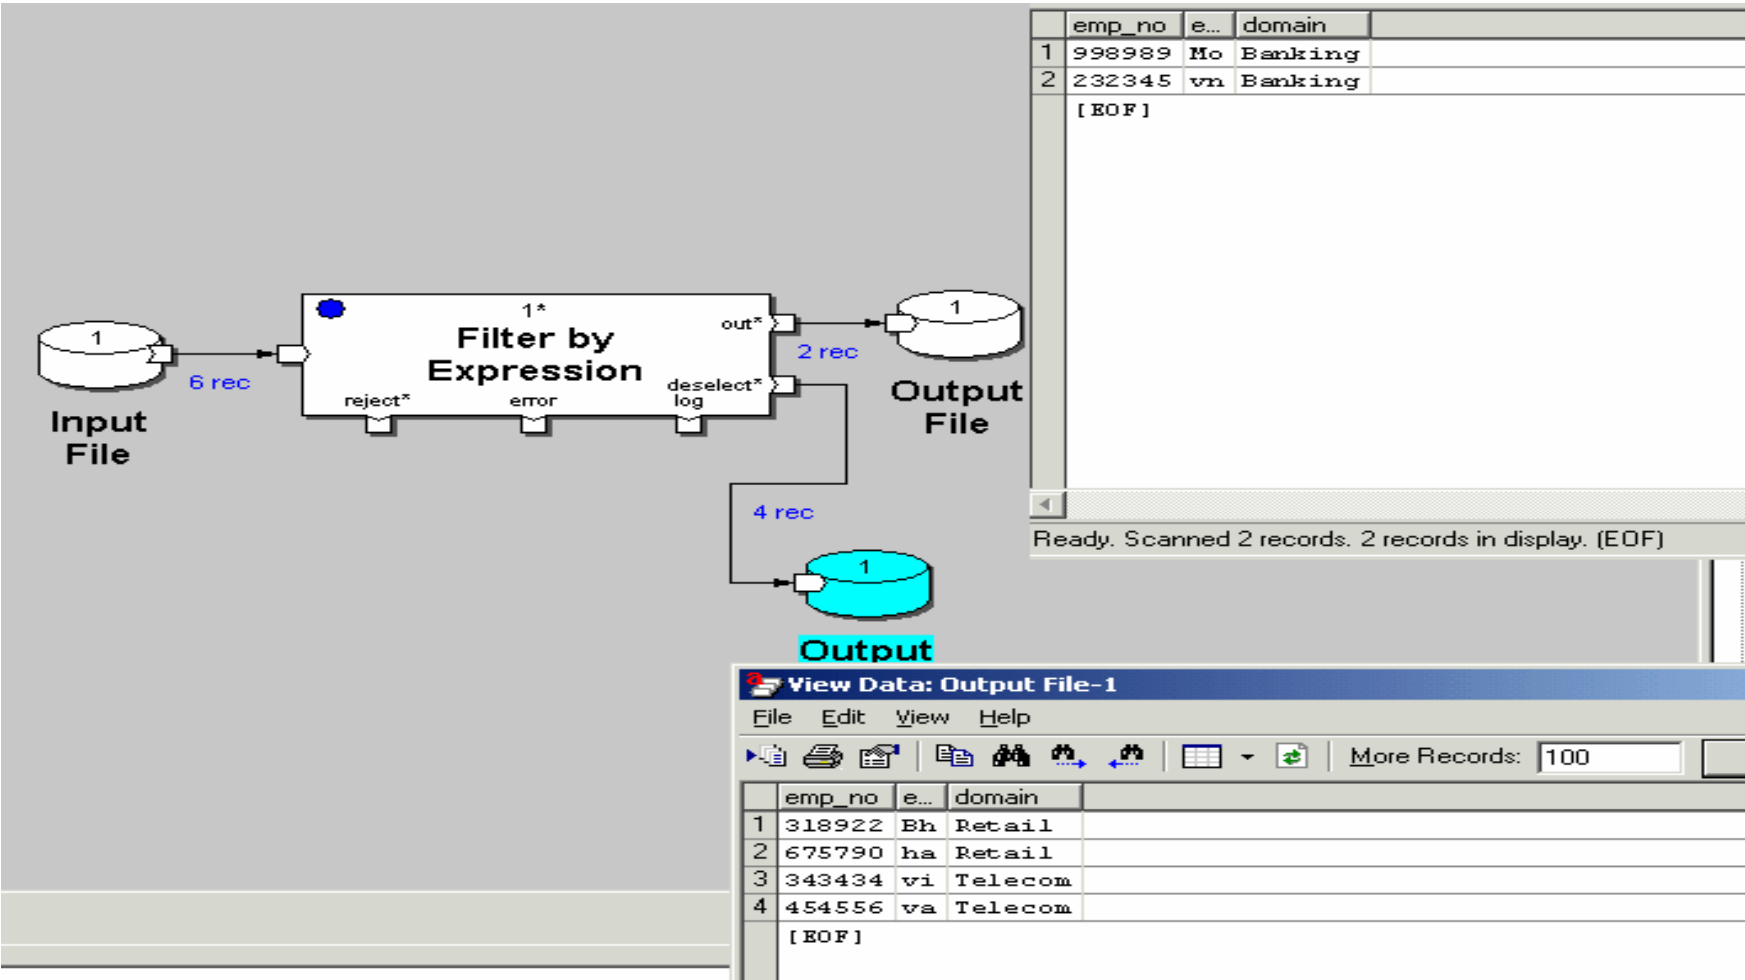 emp_no e... domain
1 998989 Mo Banking
2 232345 vn Banking
[EOF]
Ready. Scanned 2 records. 2 records in display. (EOF)
1
Input
File
6 rec
1*
Filter by
Expression
out*
deselect*
reject*
error
log
2 rec
1
Output
File
4 rec
1
Output
View Data: Output File-1
File Edit View Help
More Records: 100
emp_no e... domain
1 318922 Bh Retail
2 675790 ha Retail
3 343434 vi Telecom
4 454556 va Telecom
[EOF]